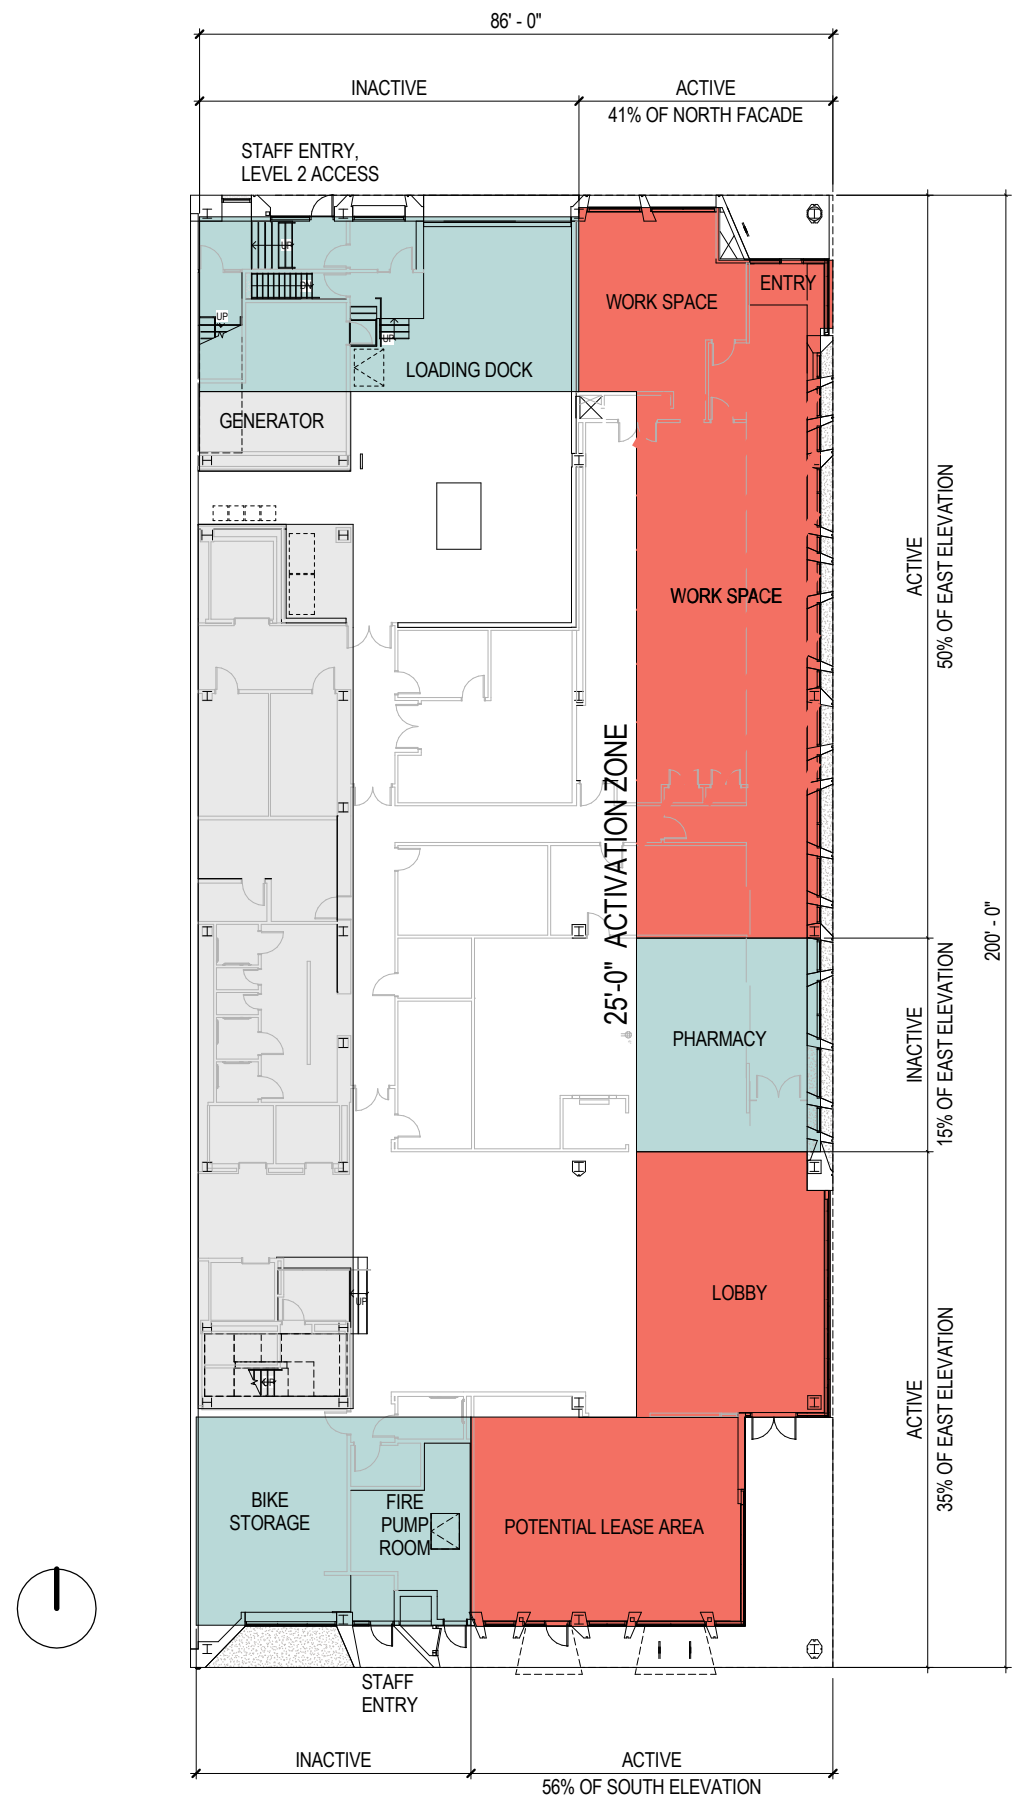 86' - 0"
INACTIVE
ACTIVE
41% OF NORTH FACADE
STAFF ENTRY,
LEVEL 2 ACCESS
UP
ENTRY
DN
WORK SPACE
UP
UP
LOADING DOCK
GENERATOR
ACTIVE
50% OF EAST ELEVATION
WORK SPACE
25'-0" ACTIVATION ZONE
200' - 0"
INACTIVE
15% OF EAST ELEVATION
PHARMACY
LOBBY
UP
UP
ACTIVE
35% OF EAST ELEVATION
BIKE
STORAGE
FIRE
PUMP
ROOM
POTENTIAL LEASE AREA
STAFF
ENTRY
INACTIVE
ACTIVE
56% OF SOUTH ELEVATION